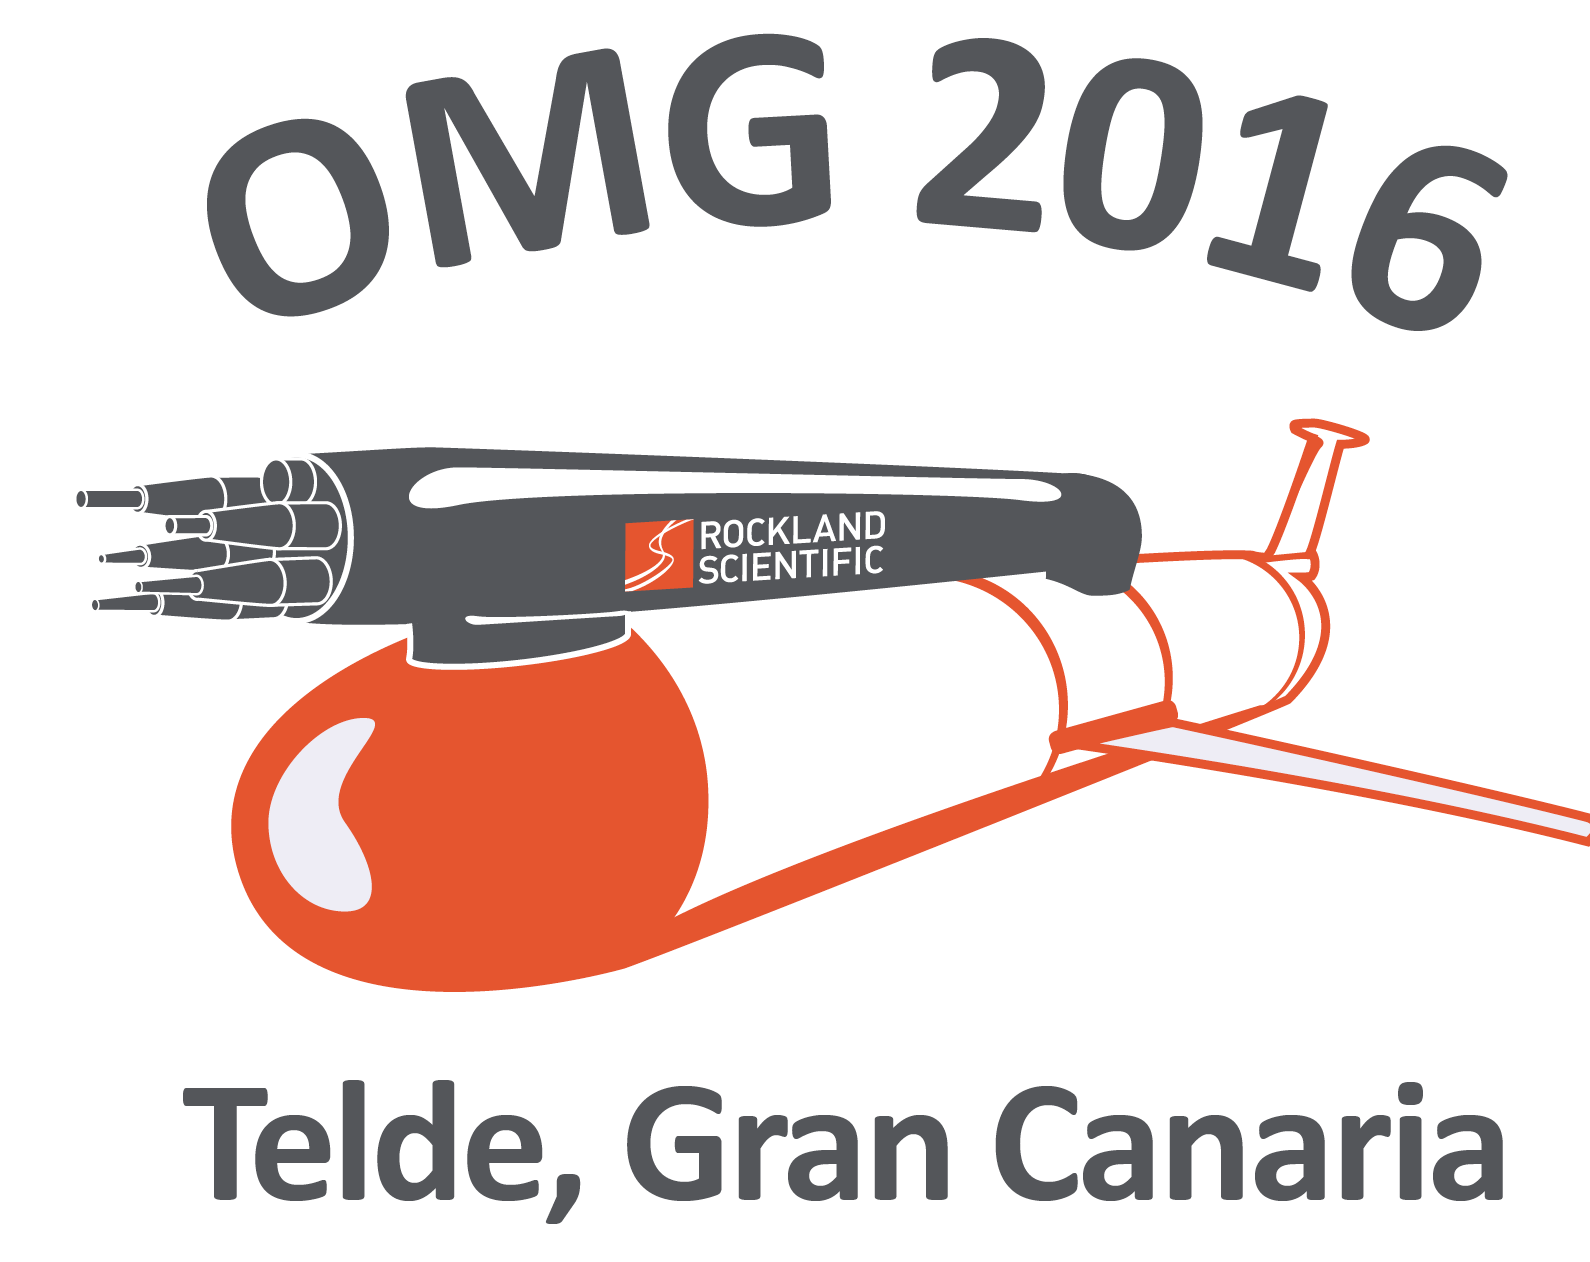 OMG 2016
ROCKLAND
SCIENTIFIC
Telde, Gran Canaria